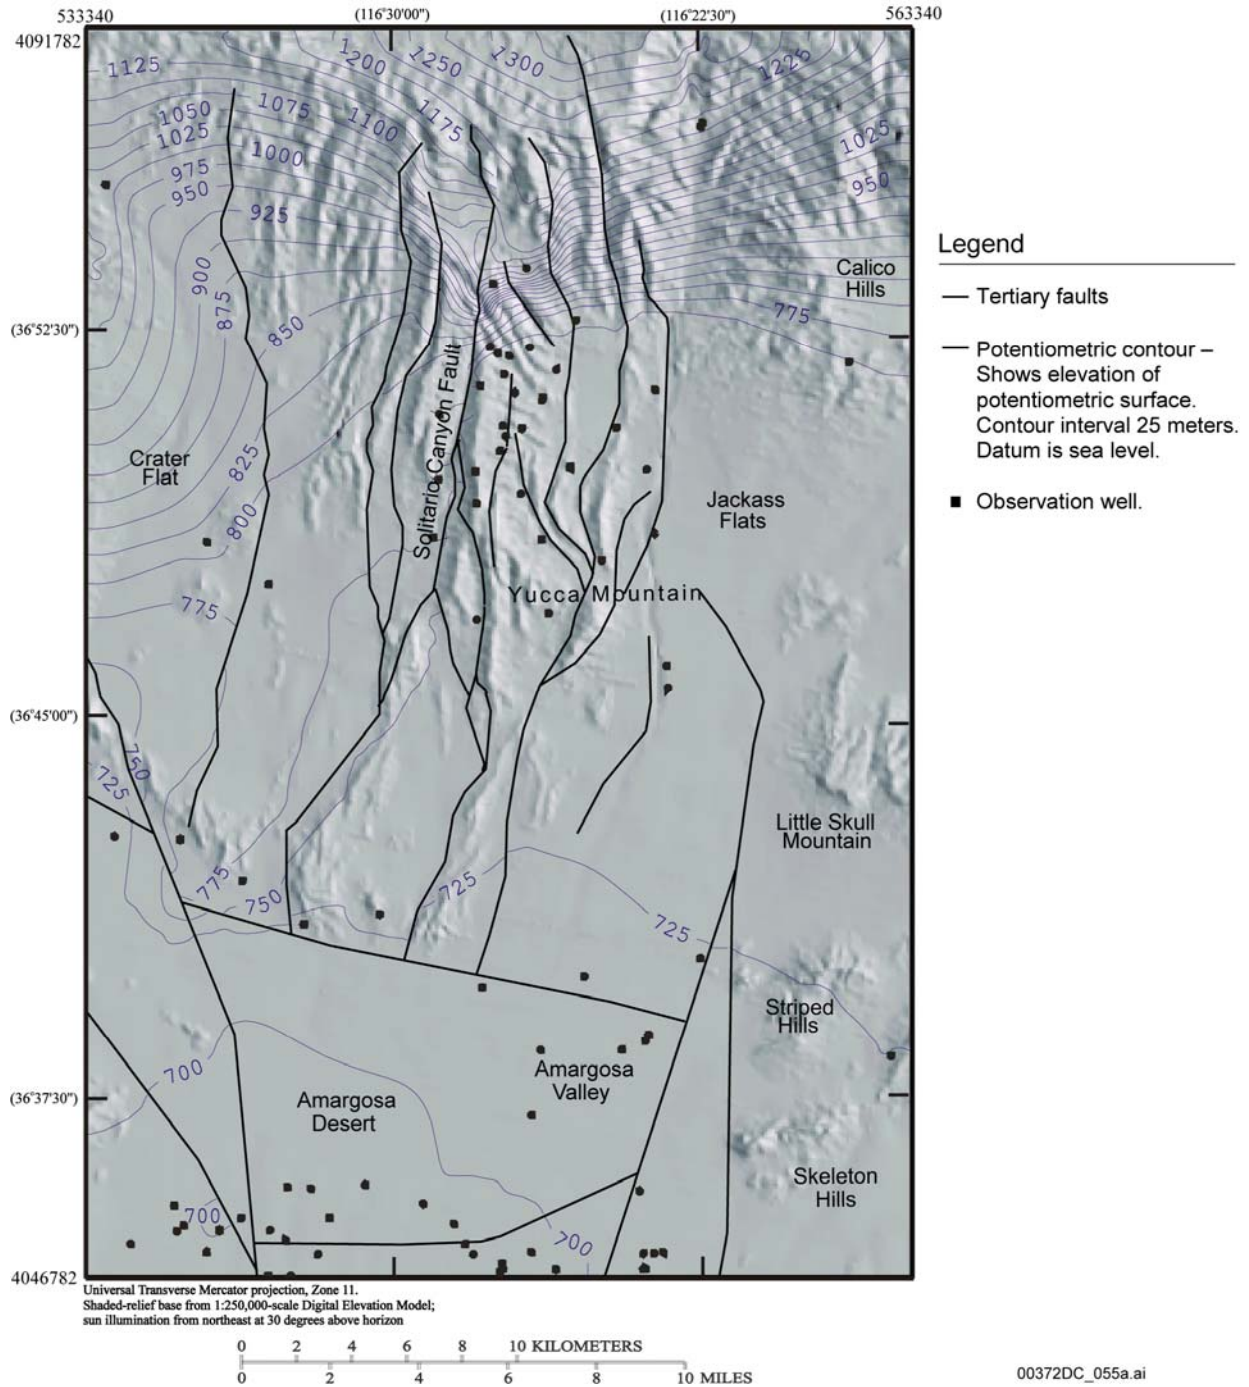 533340
(116°30'00")
(116°22'30")
563340
4091782
1125
1200
1250
1300
1225
1050
1075
1175
1025
1100
1025
975
1000
950
950
925
Legend
Calico
Hills
900
Tertiary faults
875
775
(36°52'30")
850
Potentiometric contour –
Shows elevation of
potentiometric surface.
Contour interval 25 meters.
Datum is sea level.
Solitario Canyon Fault
Crater
Flat
825
Jackass
Flats
Observation well.
800
Yucca Mountain
775
(36°45'00")
750
725
Little Skull
Mountain
775
750
725
725
Striped
Hills
700
Amargosa
Valley
(36°37'30")
Amargosa
Desert
Skeleton
Hills
700
700
4046782
Universal Transverse Mercator projection, Zone 11.
Shaded-relief base from 1:250,000-scale Digital Elevation Model;
sun illumination from northeast at 30 degrees above horizon
0 2 4 6 8 10 KILOMETERS
0 2 4 6 8 10 MILES
00372DC_055a.ai